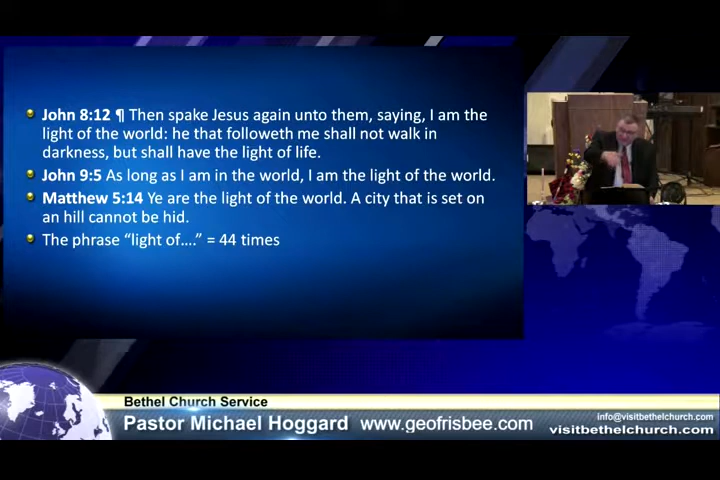 John 8:12 ¶ Then spake Jesus again unto them, saying, I am the
light of the world: he that followeth me shall not walk in
darkness, but shall have the light of life.
John 9:5 As long as I am in the world, I am the light of the world.
Matthew 5:14 Ye are the light of the world. A city that is set on
an hill cannot be hid.
The phrase “light of....” = 44 times
Bethel Church Service
Pastor Michael Hoggard www.geofrisbee.com
info@visitbethelchurch.com
visitbethelchurch.com